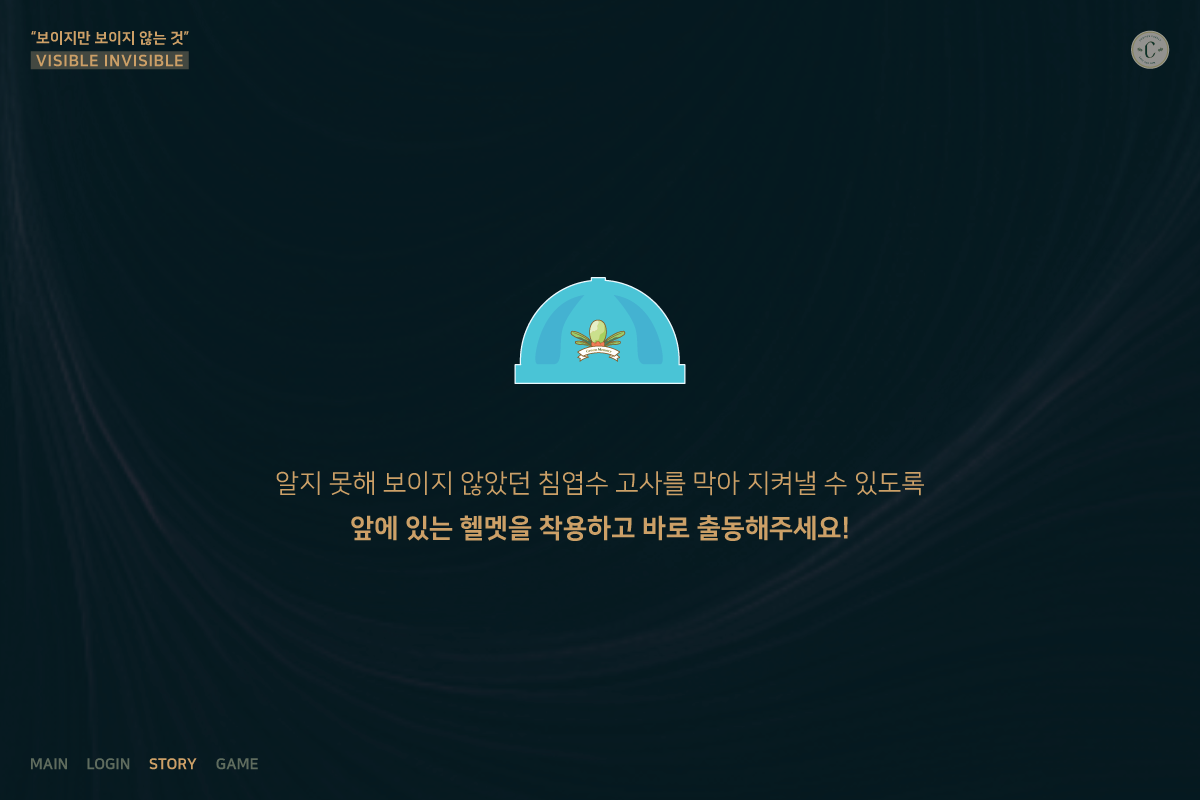 “보이지만 보이지 않는 것”
VISIBLE INVISIBLE
C
알지 못해 보이지 않았던 침엽수 고사를 막아 지켜낼 수 있도록
앞에 있는 헬멧을 착용하고 바로 출동해주세요!
MAIN LOGIN STORY GAME